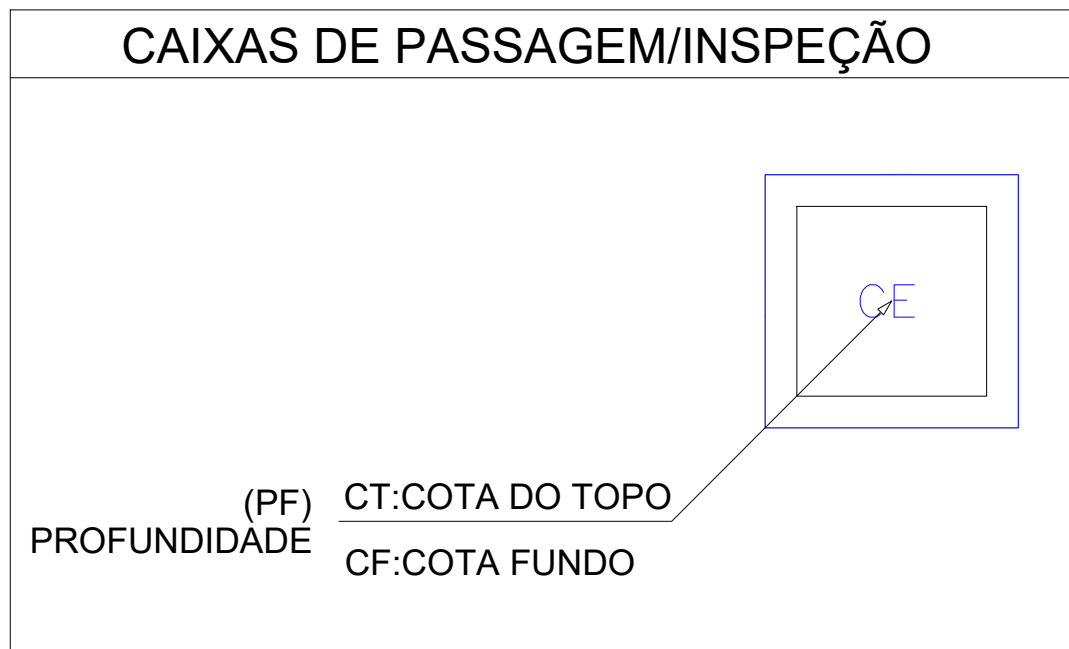 CAIXAS DE PASSAGEM/INSPEÇÃO
CE
(PF)
PROFUNDIDADE
CT:COTA DO TOPO
CF:COTA FUNDO